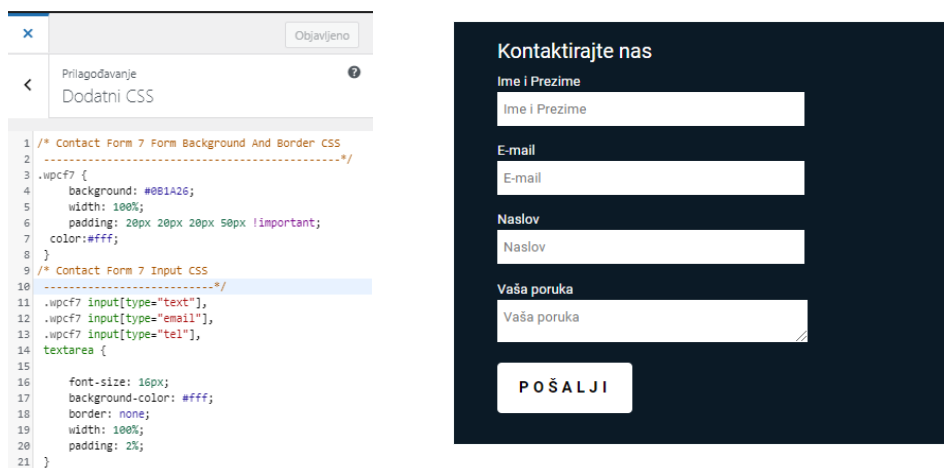 Objavljeno
Prilagođavanje
Dodatni CSS
1 /* Contact Form 7 Form Background And Border CSS
2 -----------------------------------------------*/
3 .wpcf7 {
4 background: #0B1A26;
5 width: 100%;
6 padding: 20px 20px 20px 50px !important;
7 color:#fff;
8 }
9 /* Contact Form 7 Input CSS
10 ---------------------------*/
11 .wpcf7 input[type="text"],
12 .wpcf7 input[type="email"],
13 .wpcf7 input[type="tel"],
14 textarea {
15
16 font-size: 16px;
17 background-color: #fff;
18 border: none;
19 width: 100%;
20 padding: 2%;
21 }
Kontaktirajte nas
Ime i Prezime
Ime i Prezime
E-mail
E-mail
Naslov
Naslov
Vaša poruka
Vaša poruka
POŠALJI